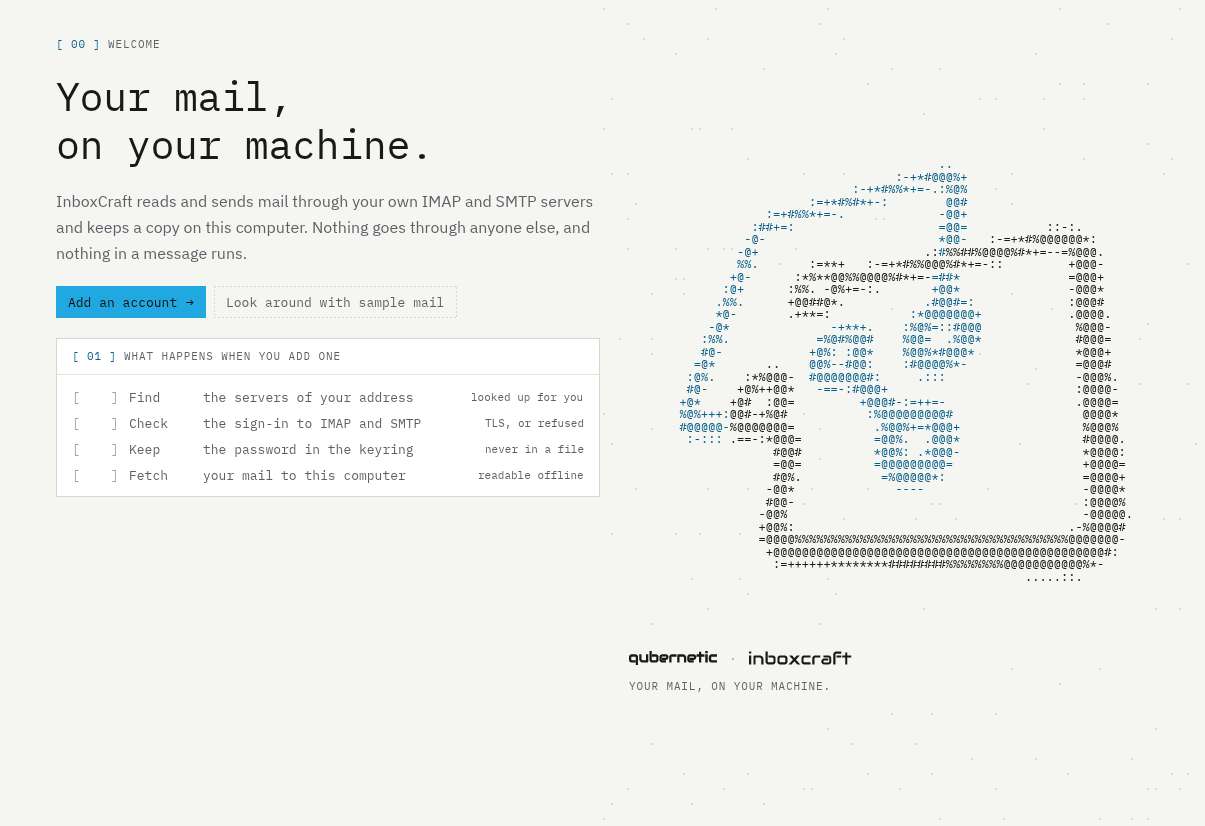 [ 00 ] WELCOME
Your mail,
on your machine.
InboxCraft reads and sends mail through your own IMAP and SMTP servers
and keeps a copy on this computer. Nothing goes through anyone else, and
nothing in a message runs.
Add an account →
Look around with sample mail
[ 01 ] WHAT HAPPENS WHEN YOU ADD ONE
[ ] Find the servers of your address looked up for you
[ ] Check the sign-in to IMAP and SMTP TLS, or refused
[ ] Keep the password in the keyring never in a file
[ ] Fetch your mail to this computer readable offline
qubernetic · inboxcraft
YOUR MAIL, ON YOUR MACHINE.